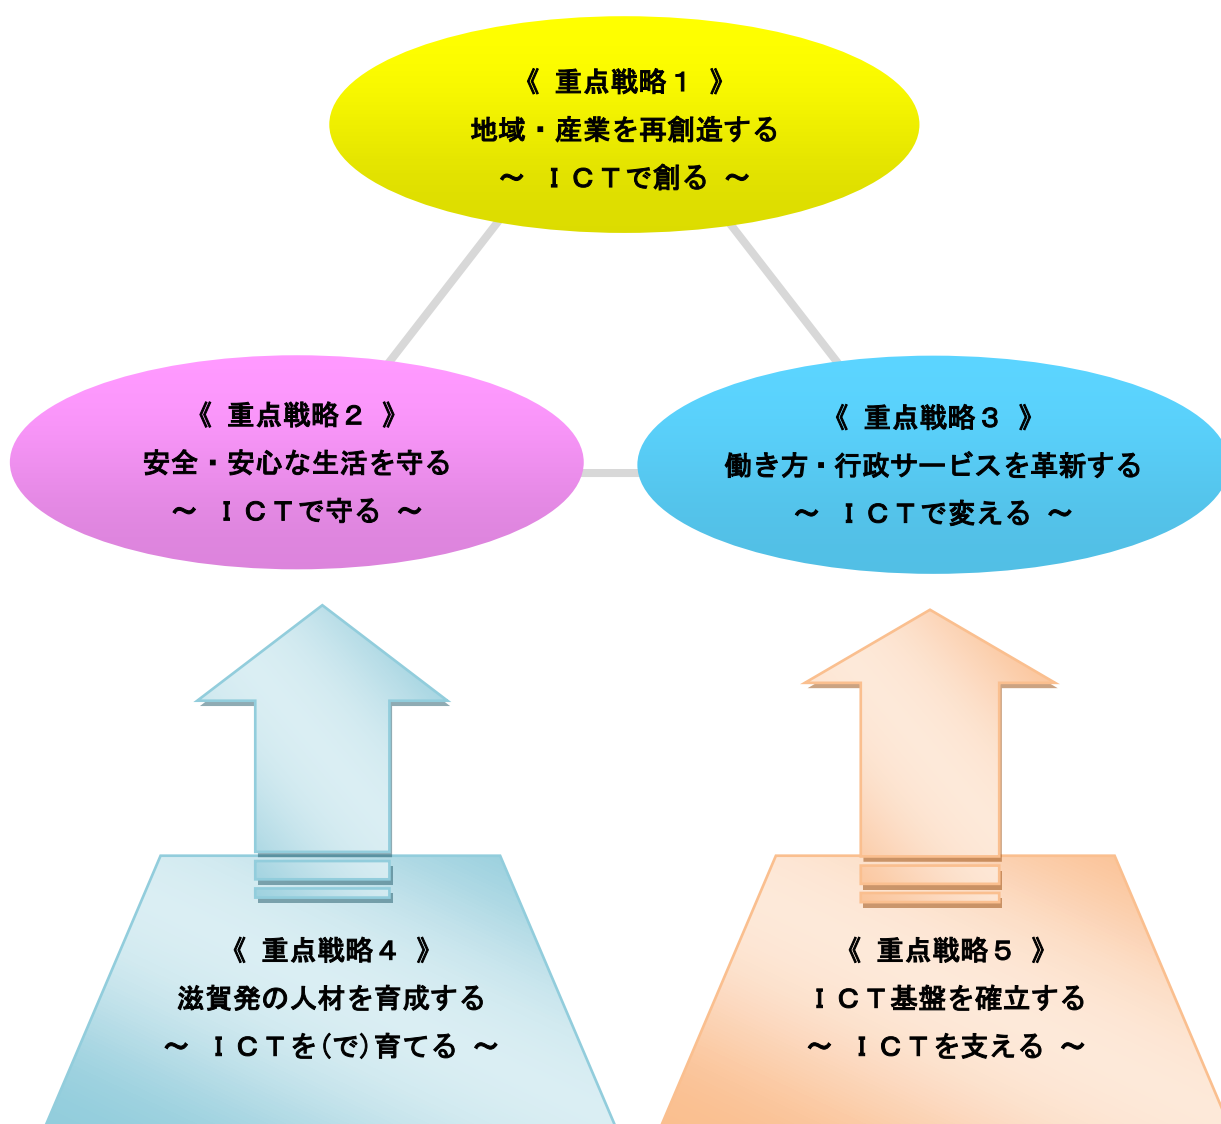 《 重点戦略１ 》
地域・産業を再創造する
～ ＩＣＴで創る ～
《 重点戦略２ 》
安全・安心な生活を守る
～ ＩＣＴで守る ～
《 重点戦略３ 》
働き方・行政サービスを革新する
～ ＩＣＴで変える ～
《 重点戦略４ 》
滋賀発の人材を育成する
～ ＩＣＴを(で)育てる ～
《 重点戦略５ 》
ＩＣＴ基盤を確立する
～ ＩＣＴを支える ～